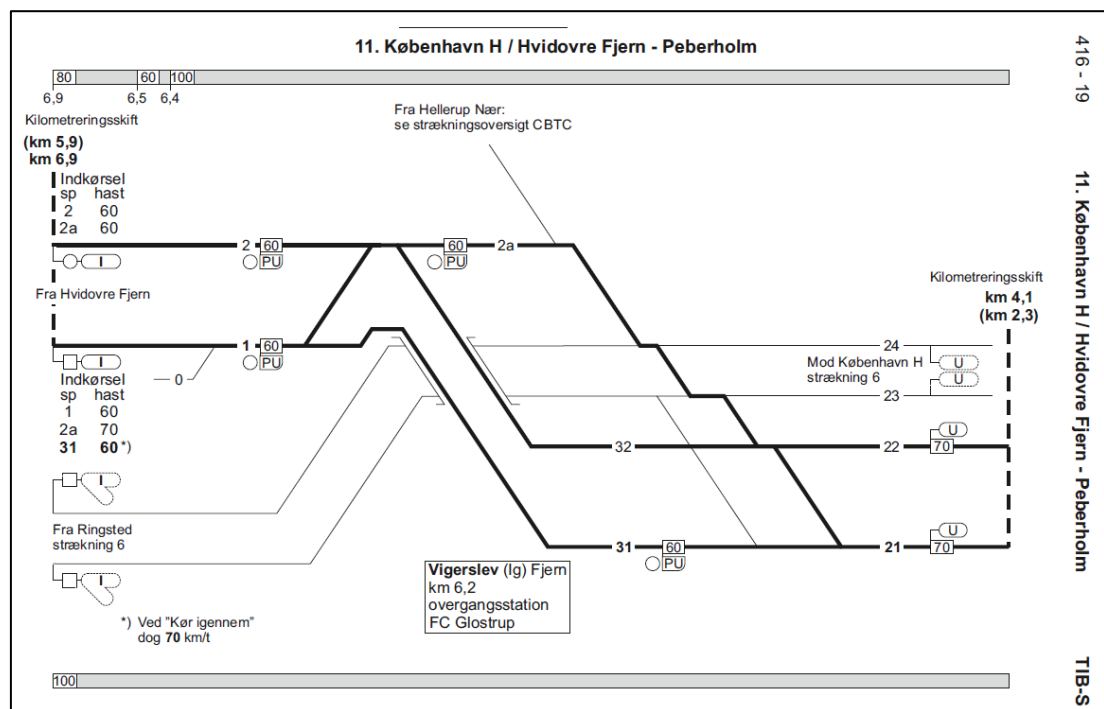 11. København H / Hvidovre Fjern - Peberholm
416 - 19
80 60 100
6,9 6,5 6,4
Kilometreringsskift
(km 5,9)
km 6,9
Fra Hellerup Nær:
se strækningsoversigt CBTC
Indkørsel
sp hast
2 60
2a 60
2 60 60 2a
I PU PU
Fra Hvidovre Fjern
Kilometreringsskift
km 4,1
(km 2,3)
1 60
I PU
24
Mod København H
strækning 6
U
U
23
Indkørsel
sp hast
1 60
2a 70
31 60 *)
0
U
32 22 70
I
Fra Ringsted
strækning 6
U
31 60 21 70
PU
I
Vigerslev (lg) Fjern
km 6,2
overgangsstation
FC Glostrup
*) Ved "Kør igennem"
dog 70 km/t
100
11. København H / Hvidovre Fjern - Peberholm
TIB-S